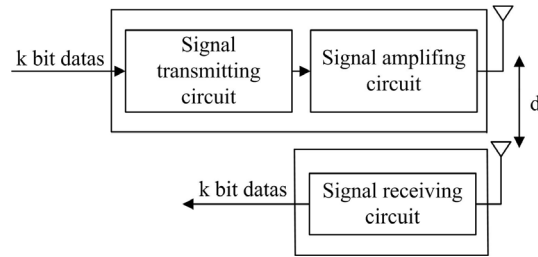 k bit datas
Signal
transmitting
circuit
Signal amplifing
circuit
d
k bit datas
Signal receiving
circuit